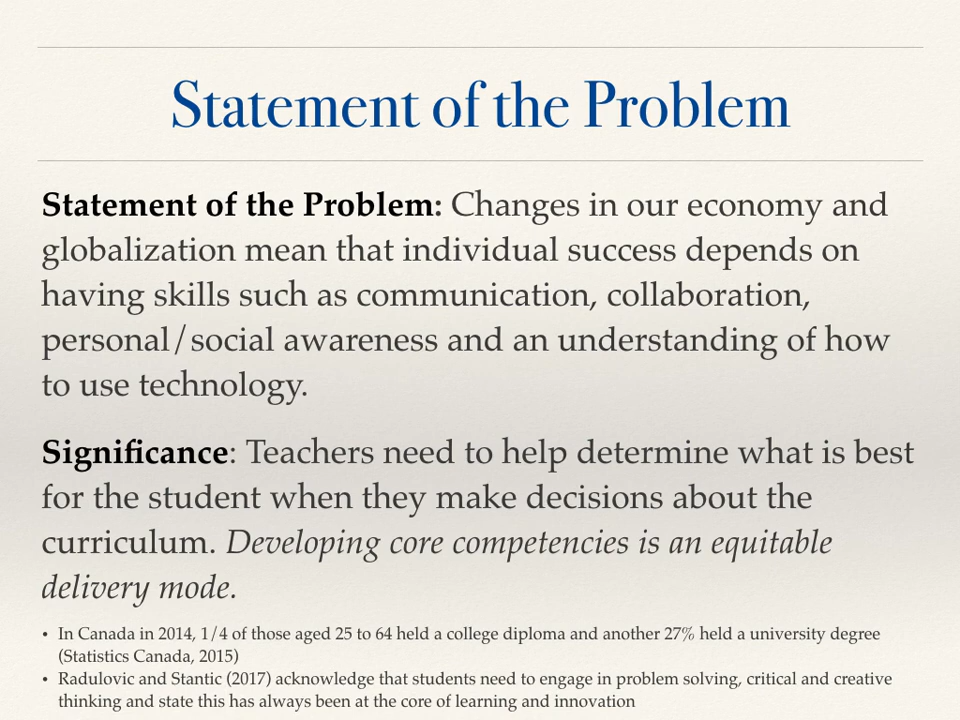 Statement of the Problem
Statement of the Problem: Changes in our economy and
globalization mean that individual success depends on
having skills such as communication, collaboration,
personal/social awareness and an understanding of how
to use technology.
Significance: Teachers need to help determine what is best
for the student when they make decisions about the
curriculum. Developing core competencies is an equitable
delivery mode.
• In Canada in 2014, 1/4 of those aged 25 to 64 held a college diploma and another 27% held a university degree
(Statistics Canada, 2015)
• Radulovic and Stantic (2017) acknowledge that students need to engage in problem solving, critical and creative
thinking and state this has always been at the core of learning and innovation